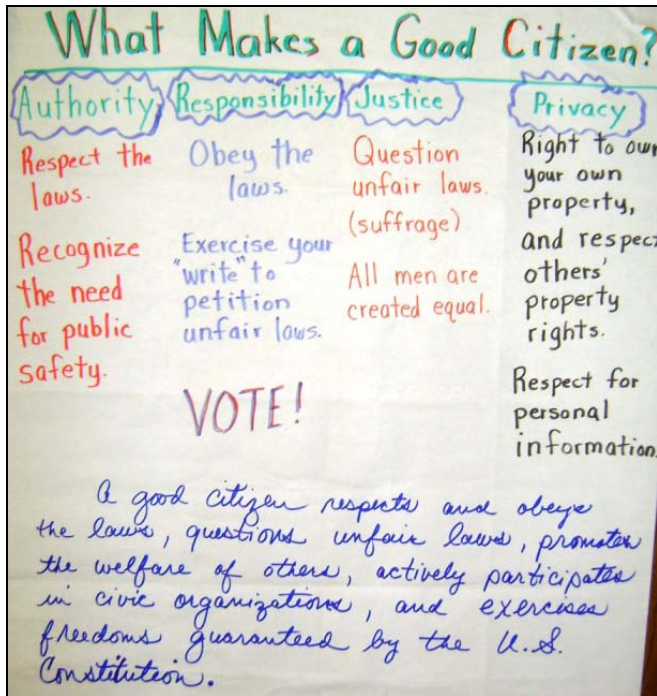 What Makes a Good Citizen?
Authority
Respect the
laws.
Recognize
the need
for public
safety.
Responsibility
Obey the
laws.
Exercise your
"write" to
petition
unfair laws.
VOTE!
Justice
Question
unfair laws.
(suffrage)
All men are
created equal.
Privacy
Right to own
your own
property,
and respect
others'
property
rights.
Respect for
personal
information.
A good citizen respects and obeys
the laws, questions unfair laws, promotes
the welfare of others, actively participates
in civic organizations, and exercises
freedoms guaranteed by the U.S.
Constitution.